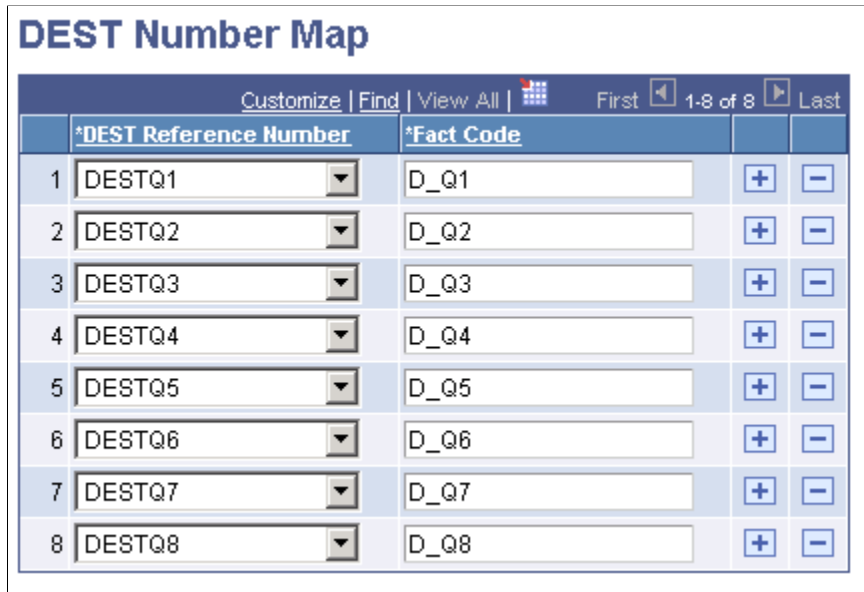 DEST Number Map
Customize | Find | View All | First 1-8 of 8 Last
*DEST Reference Number *Fact Code
1 DESTQ1 D_Q1
2 DESTQ2 D_Q2
3 DESTQ3 D_Q3
4 DESTQ4 D_Q4
5 DESTQ5 D_Q5
6 DESTQ6 D_Q6
7 DESTQ7 D_Q7
8 DESTQ8 D_Q8